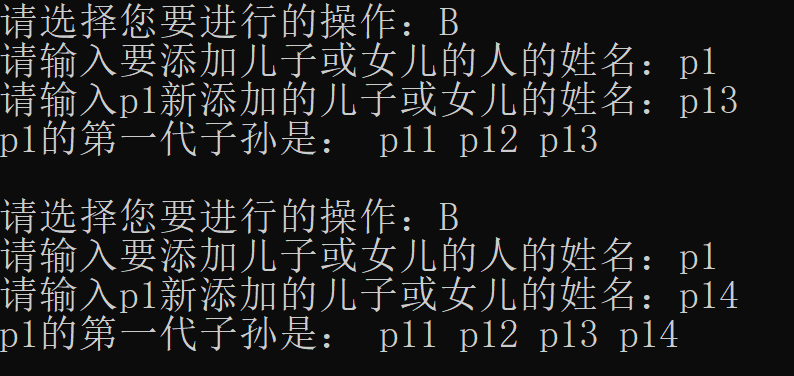 请选择您要进行的操作：B
请输入要添加儿子或女儿的人的姓名：p1
请输入p1新添加的儿子或女儿的姓名：p13
p1的第一代子孙是： p11 p12 p13
请选择您要进行的操作：B
请输入要添加儿子或女儿的人的姓名：p1
请输入p1新添加的儿子或女儿的姓名：p14
p1的第一代子孙是： p11 p12 p13 p14